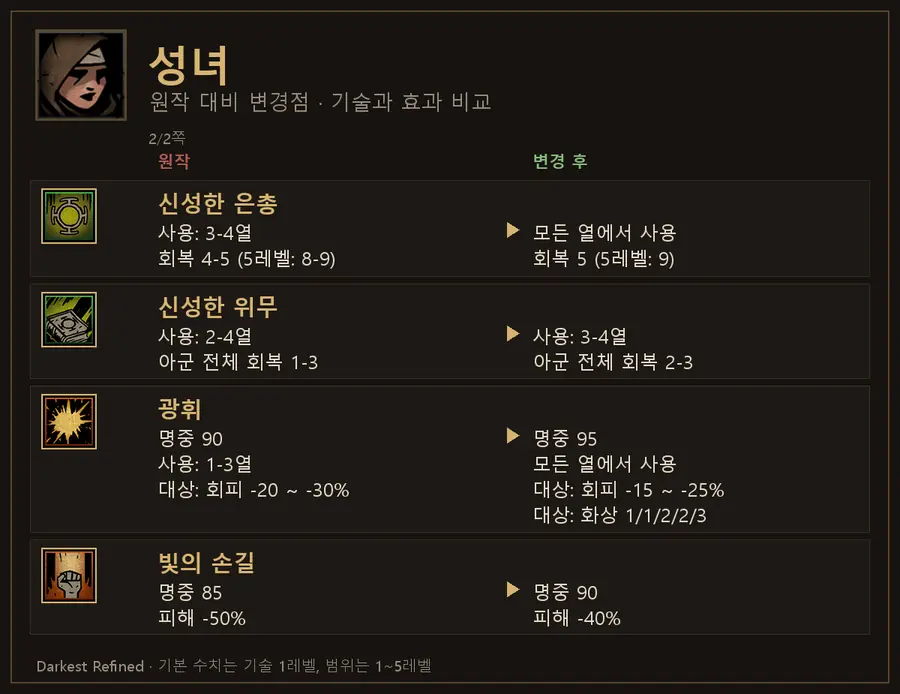 성녀
원작 대비 변경점 · 기술과 효과 비교
2/2쪽
원작
변경 후
신성한 은총
사용: 3-4열
모든 열에서 사용
회복 4-5 (5레벨: 8-9)
회복 5 (5레벨: 9)
신성한 위무
사용: 2-4열
사용: 3-4열
아군 전체 회복 1-3
아군 전체 회복 2-3
광휘
명중 90
명중 95
사용: 1-3열
모든 열에서 사용
대상: 회피 -20 ~ -30%
대상: 회피 -15 ~ -25%
대상: 화상 1/1/2/2/3
빛의 손길
명중 85
명중 90
피해 -50%
피해 -40%
Darkest Refined · 기본 수치는 기술 1레벨, 범위는 1~5레벨